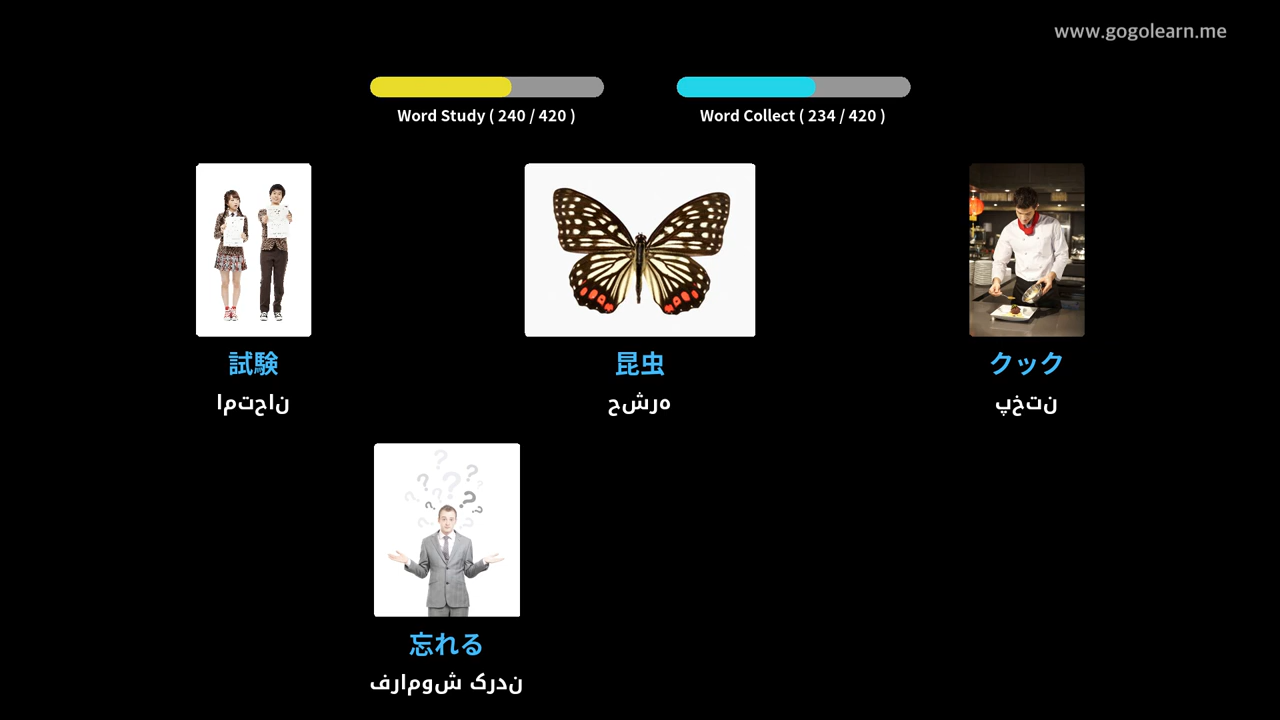 www.gogolearn.me
Word Study ( 240 / 420 )
Word Collect ( 234 / 420 )
試験
امتحان
昆虫
حشره
クック
پختن
忘れる
فراموش کردن